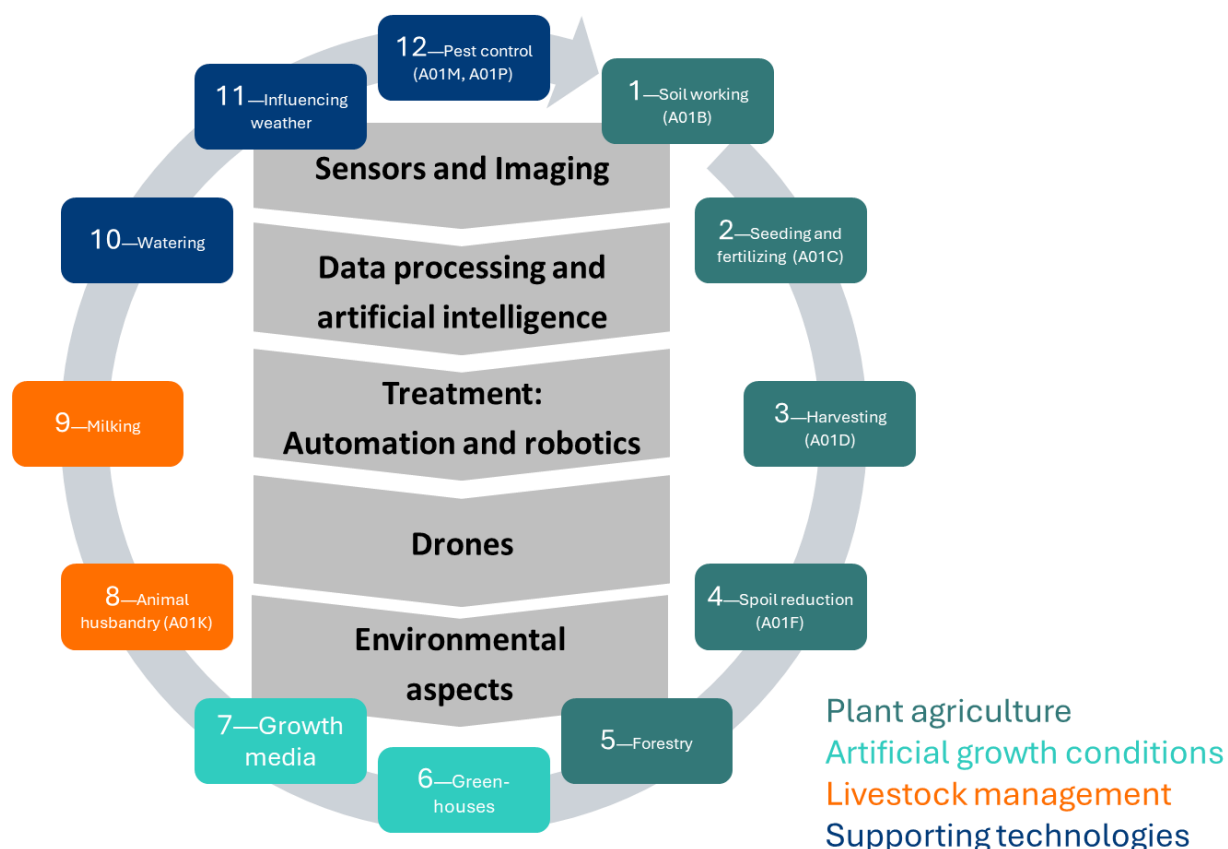 12—Pest control
(A01M, A01P)
1—Soil working
(A01B)
11—Influencing
weather
Sensors and Imaging
10—Watering
2—Seeding and
fertilizing (A01C)
Data processing and
artificial intelligence
9—Milking
Treatment:
Automation and robotics
3—Harvesting
(A01D)
Drones
8—Animal
husbandry (A01K)
4—Spoil reduction
(A01F)
Environmental
aspects
7—Growth
media
6—Green-
houses
5—Forestry
Plant agriculture
Artificial growth conditions
Livestock management
Supporting technologies